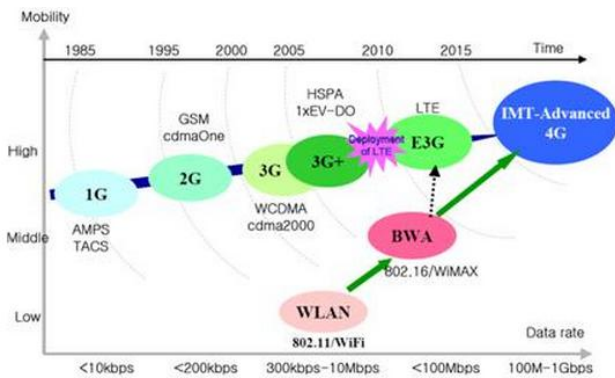 Mobility
1985 1995 2000 2005 2010 2015 Time
HSPA
1xEV-DO
LTE
GSM
cdmaOne
IMT-Advanced
4G
Deployment
of LTE
E3G
High
3G+
3G
2G
1G
WCDMA
cdma2000
AMPS
TACS
Middle
BWA
802.16/WiMAX
WLAN
Low
802.11/WiFi
Data rate
<10kbps <200kbps 300kbps-10Mbps <100Mbps 100M-1Gbps